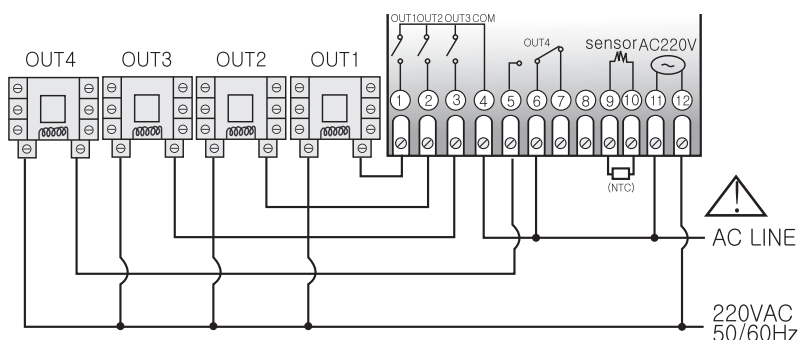 OUT1 OUT2 OUT3 COM
OUT4
sensor AC220V
OUT4 OUT3 OUT2 OUT1
1 2 3 4 5 6 7 8 9 10 11 12
(NTC)
AC LINE
220VAC
50/60Hz